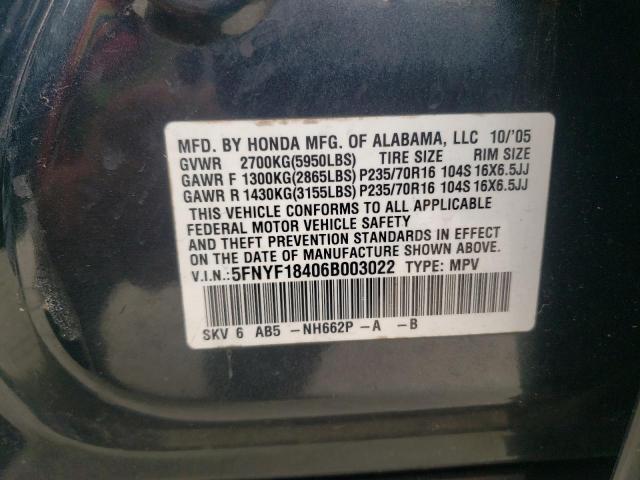 MFD. BY HONDA MFG. OF ALABAMA, LLC 10/'05
GVWR 2700KG(5950LBS) TIRE SIZE RIM SIZE
GAWR F 1300KG(2865LBS) P235/70R16 104S 16X6.5JJ
GAWR R 1430KG(3155LBS) P235/70R16 104S 16X6.5JJ
THIS VEHICLE CONFORMS TO ALL APPLICABLE
FEDERAL MOTOR VEHICLE SAFETY
AND THEFT PREVENTION STANDARDS IN EFFECT
ON THE DATE OF MANUFACTURE SHOWN ABOVE.
V.I.N.:5FNYF18406B003022 TYPE: MPV
SKV 6 AB5 -NH662P-A -B